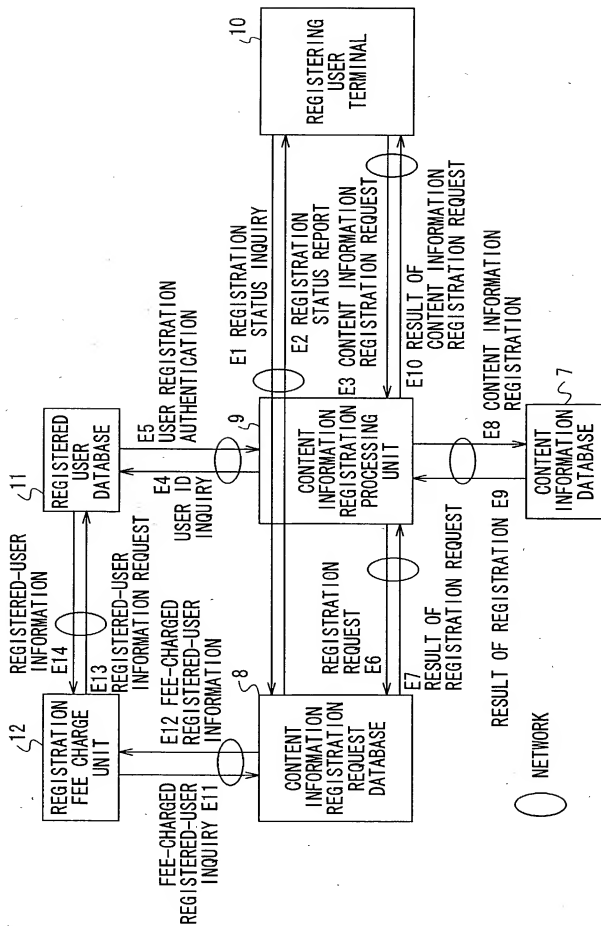 12
REGISTRATION
FEE CHARGE
UNIT
REGISTERED-USER
INFORMATION
E14
E13
REGISTERED-USER
INFORMATION REQUEST
11
REGISTERED
USER
DATABASE
FEE-CHARGED
REGISTERED-USER
INQUIRY E11
E12 FEE-CHARGED
REGISTERED-USER
INFORMATION
E4
USER ID
INQUIRY
E5
USER REGISTRATION
AUTHENTICATION
8
CONTENT
INFORMATION
REGISTRATION
REQUEST
DATABASE
REGISTRATION
REQUEST
E6
E7
RESULT OF
REGISTRATION REQUEST
9
CONTENT
INFORMATION
REGISTRATION
PROCESSING
UNIT
E1 REGISTRATION
STATUS INQUIRY
E2 REGISTRATION
STATUS REPORT
E3 CONTENT INFORMATION
REGISTRATION REQUEST
E10 RESULT OF
CONTENT INFORMATION
REGISTRATION REQUEST
10
REGISTERING
USER
TERMINAL
RESULT OF REGISTRATION E9
E8 CONTENT INFORMATION
REGISTRATION
7
CONTENT
INFORMATION
DATABASE
NETWORK